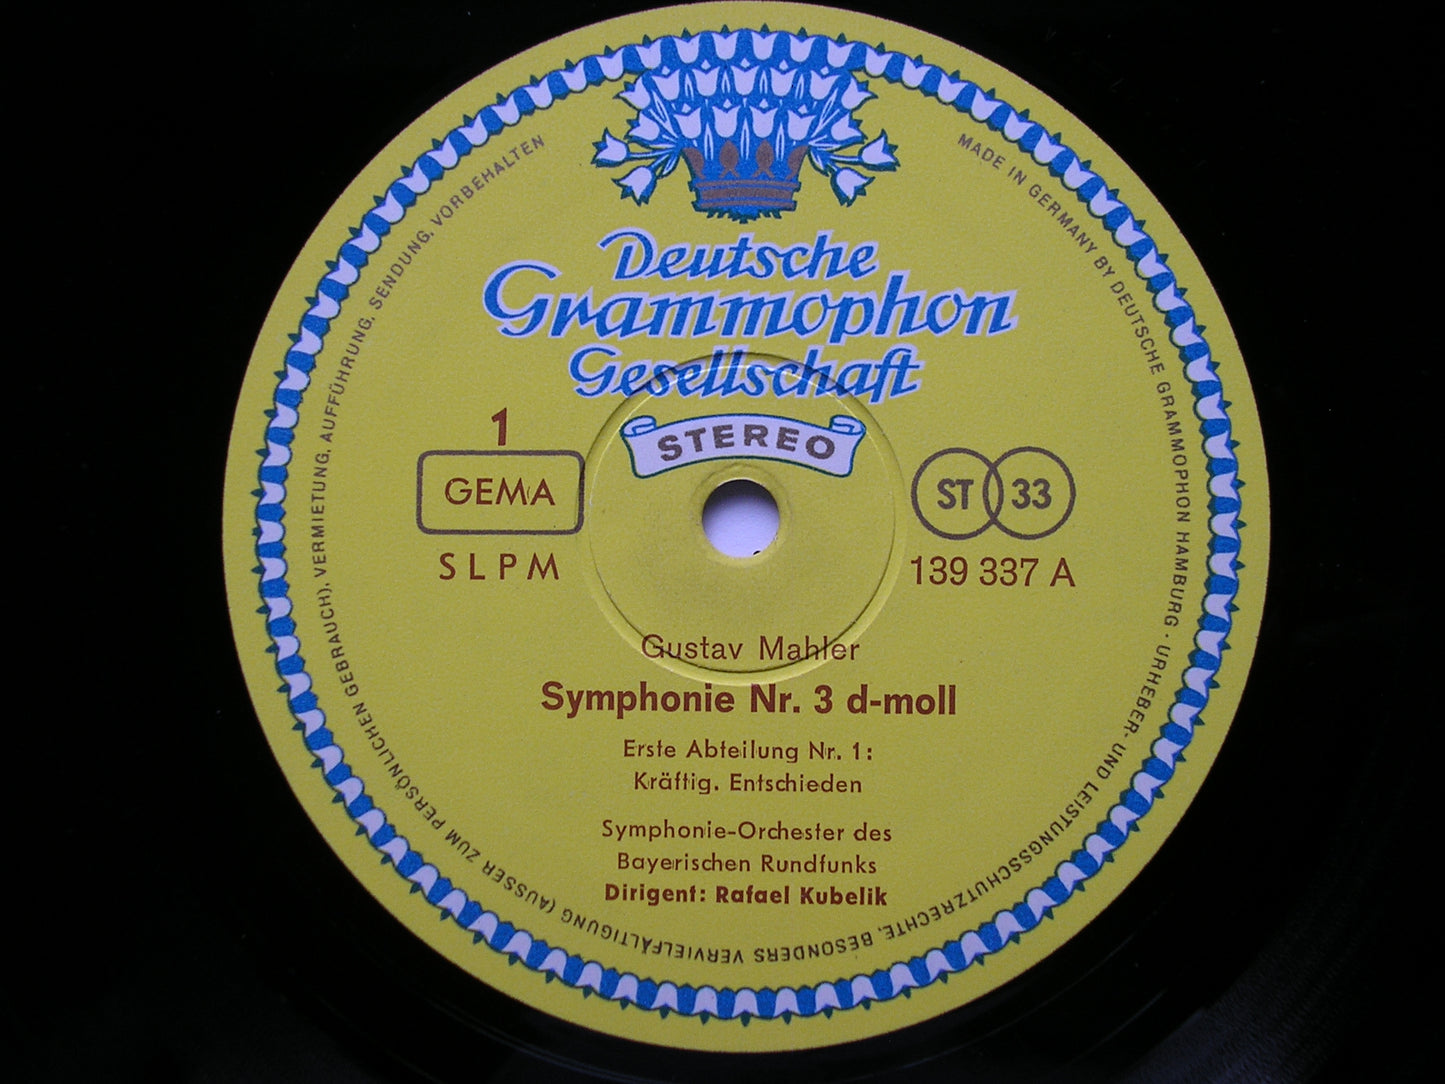 Deutsche
Grammophon
Gesellschaft
STEREO
1
GEMA
SLPM
ST 33
139 337 A
Gustav Mahler
Symphonie Nr. 3 d-moll
Erste Abteilung Nr. 1:
Kräftig. Entschieden
Symphonie-Orchester des
Bayerischen Rundfunks
Dirigent: Rafael Kubelik
MADE IN GERMANY BY DEUTSCHE GRAMMOPHON HAMBURG · URHEBER- UND LEISTUNGSSCHUTZRECHTE, BESONDERS VERVIELFÄLTIGUNG (AUSSER ZUM PERSÖNLICHEN GEBRAUCH), VERMIETUNG, AUFFÜHRUNG, SENDUNG, VORBEHALTEN